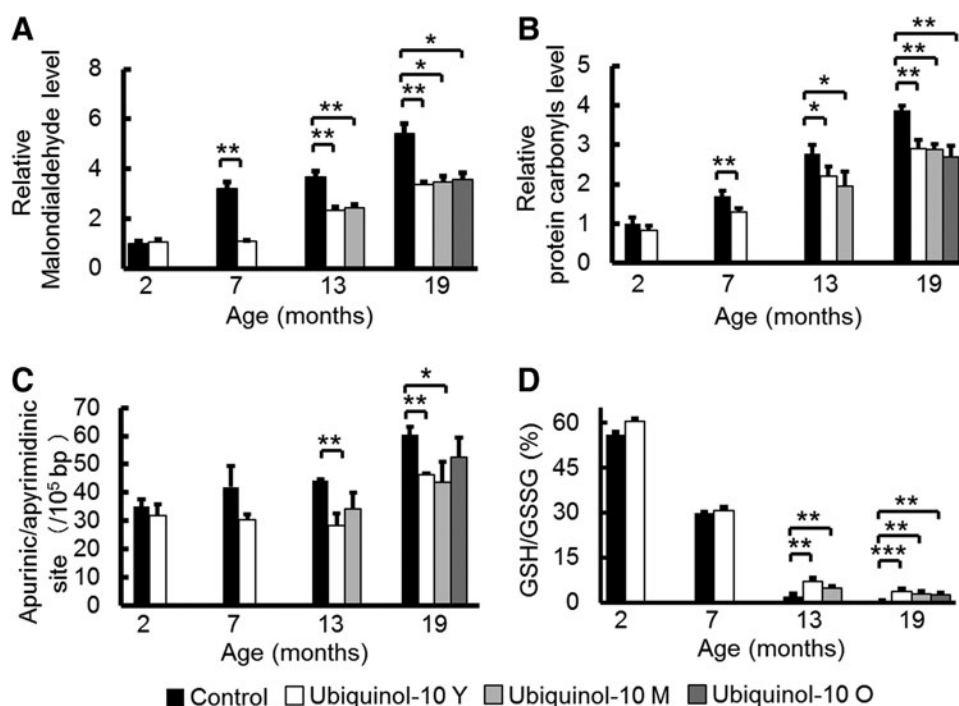 A
Relative
Malondialdehyde level
8
6
4
2
0
**
**
**
**
*
*
2 7 13 19
Age (months)
B
Relative
protein carbonyls level
5
4
3
2
1
0
**
*
*
**
**
**
2 7 13 19
Age (months)
C
Apurinic/apyrimidinic
site (/10⁵ bp)
70
60
50
40
30
20
10
0
**
**
*
2 7 13 19
Age (months)
D
GSH/GSSG (%)
60
45
30
15
0
**
**
***
**
**
2 7 13 19
Age (months)
Control Ubiquinol-10 Y Ubiquinol-10 M Ubiquinol-10 O